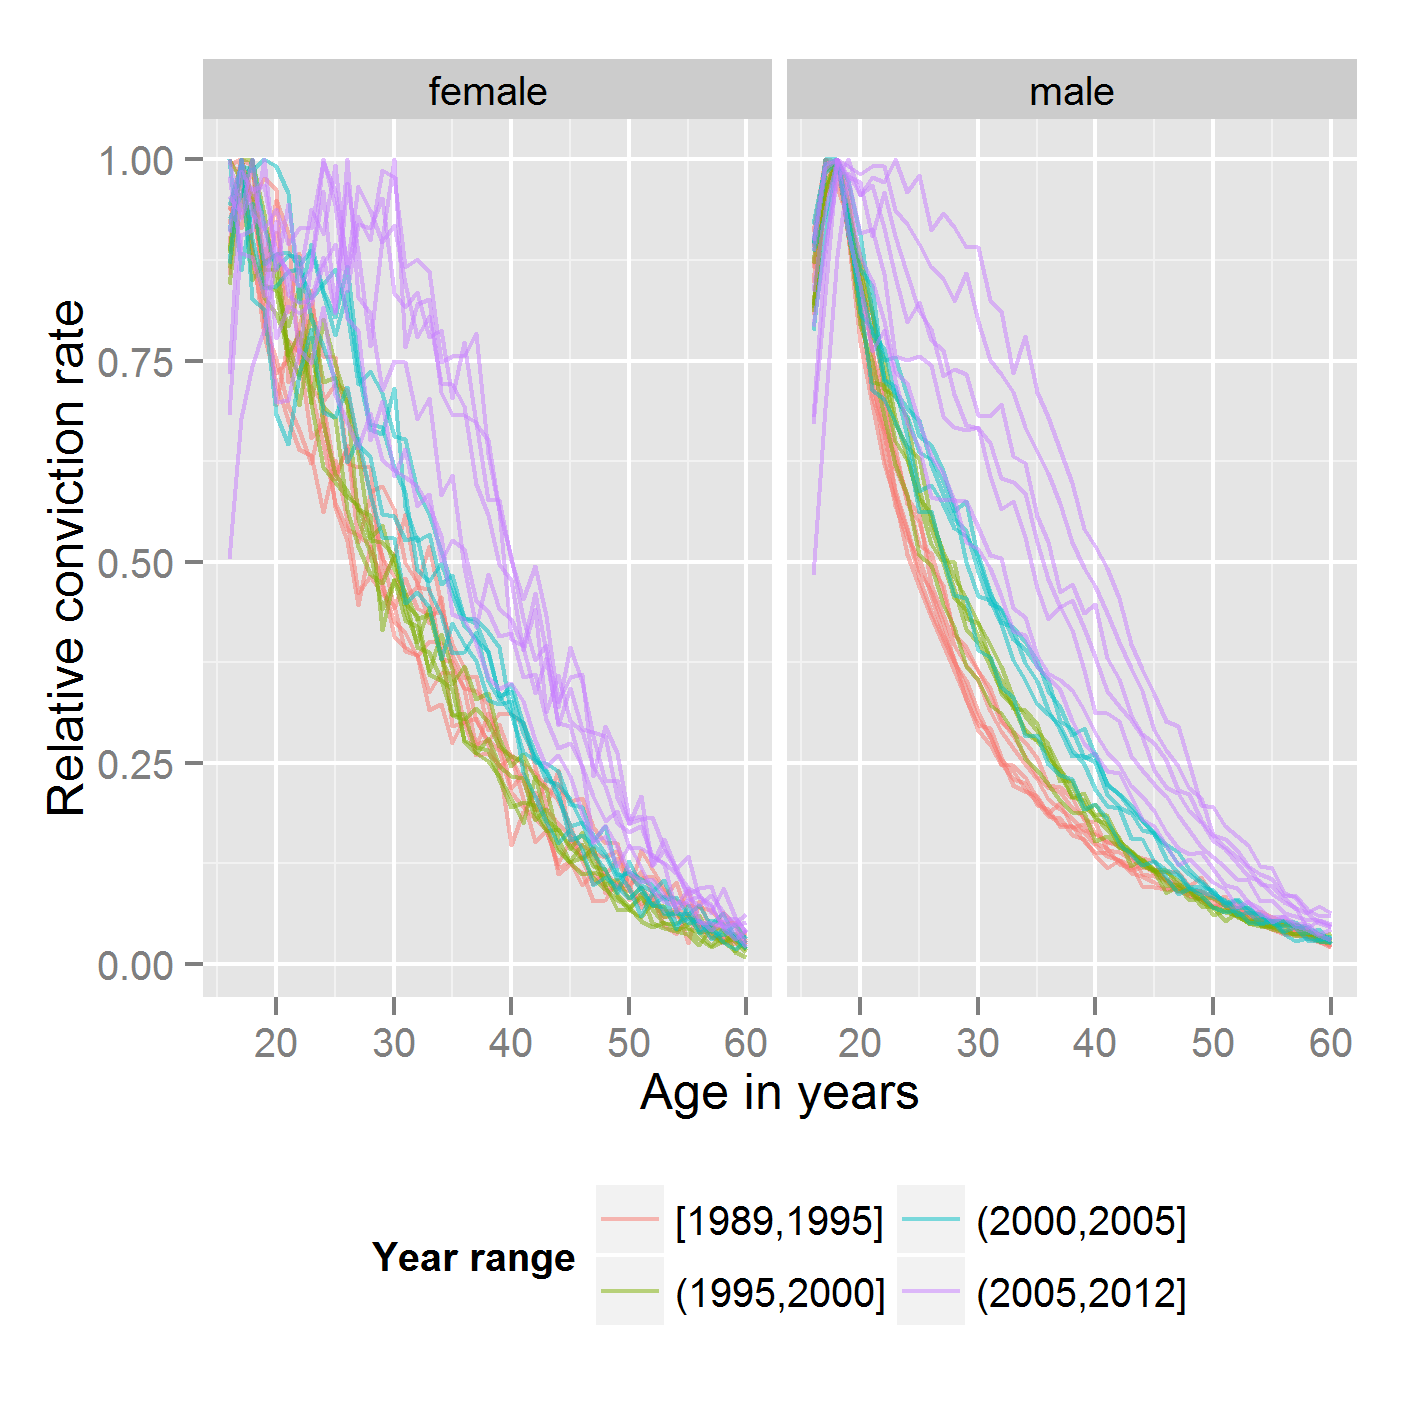 female male
1.00
0.75
0.50
0.25
0.00
Relative conviction rate
20 30 40 50 60 20 30 40 50 60
Age in years
Year range
[1989,1995] (2000,2005]
(1995,2000] (2005,2012]